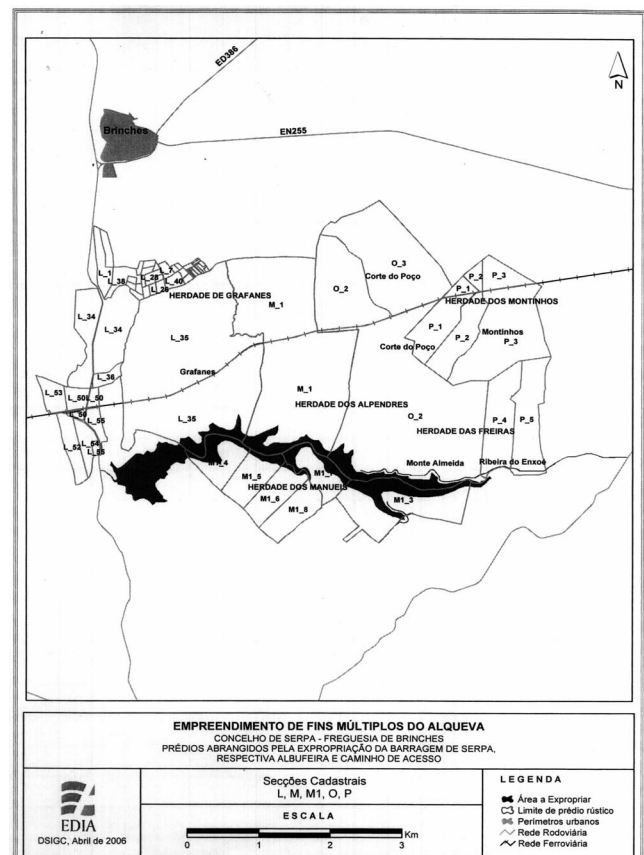 ED386
N
Brinches
EN255
O_3
Corte do Poço
P_2
P_3
L_1
L_7
L_38
L_28
L_40
L_26
P_1
O_2
HERDADE DE GRAFANES
HERDADE DOS MONTINHOS
M_1
L_34
L_34
P_1
P_2
Montinhos
P_3
L_35
Corte do Poço
Grafanes
L_36
M_1
L_53
L_50
L_50
HERDADE DOS ALPENDRES
O_2
L_35
L_55
P_4
P_5
HERDADE DAS FREIRAS
L_52
L_54
L_55
M1_4
Monte Almeida
Ribeira do Enxoé
M1_5
HERDADE DOS MANUEIS
M1_6
M1_3
M1_8
EMPREENDIMENTO DE FINS MÚLTIPLOS DO ALQUEVA
CONCELHO DE SERPA - FREGUESIA DE BRINCHES
PRÉDIOS ABRANGIDOS PELA EXPROPRIAÇÃO DA BARRAGEM DE SERPA,
RESPECTIVA ALBUFEIRA E CAMINHO DE ACESSO
EDIA
DSIGC, Abril de 2006
Secções Cadastrais
L, M, M1, O, P
ESCALA
Km
0 1 2 3
LEGENDA
Área a Expropriar
Limite de prédio rústico
Perímetros urbanos
Rede Rodoviária
Rede Ferroviária